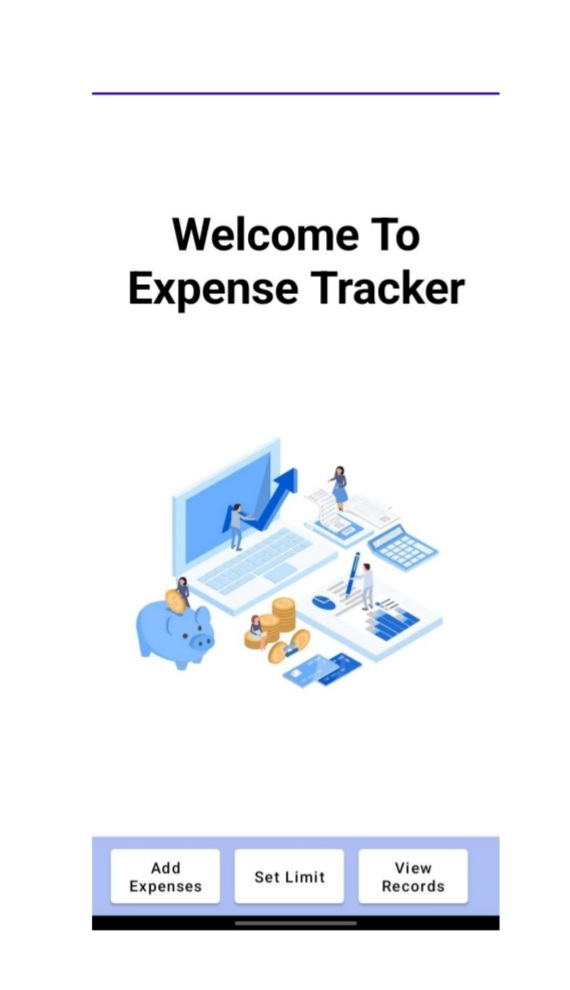 Welcome To
Expense Tracker
Add
Expenses
Set Limit
View
Records